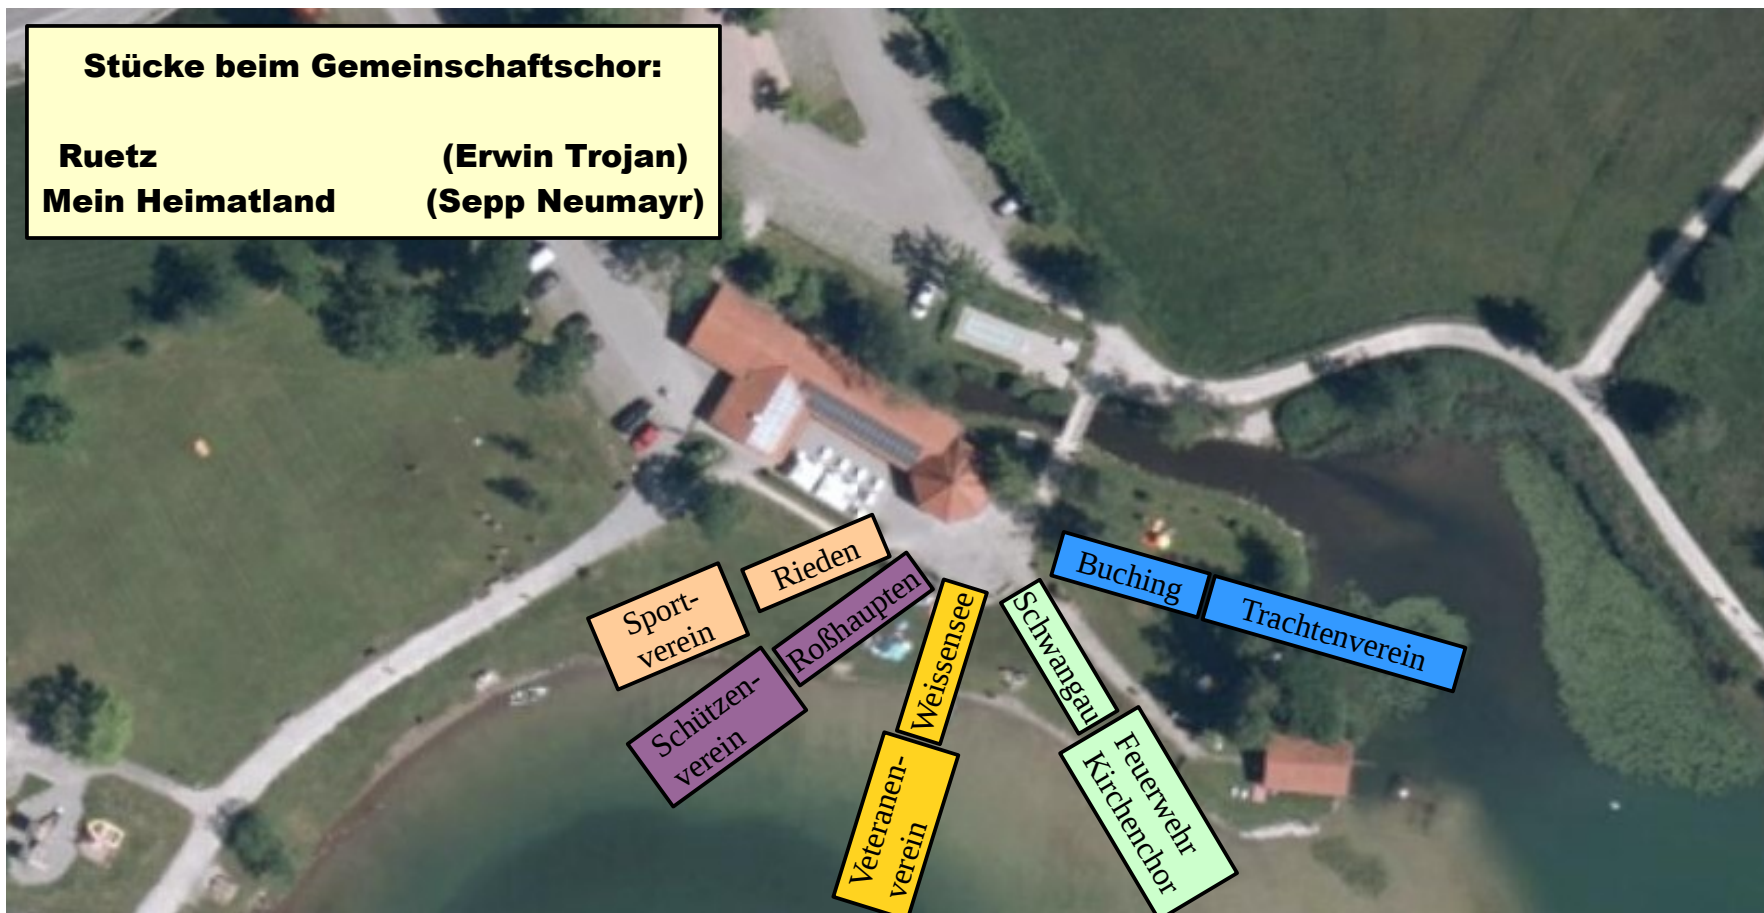 Stücke beim Gemeinschaftschor:
Ruetz (Erwin Trojan)
Mein Heimatland (Sepp Neumayr)
Rieden
Sport-
verein
Roßhaupten
Schützen-
verein
Weissensee
Veteranen-
verein
Schwangau
Feuerwehr
Kirchenchor
Buching
Trachtenverein